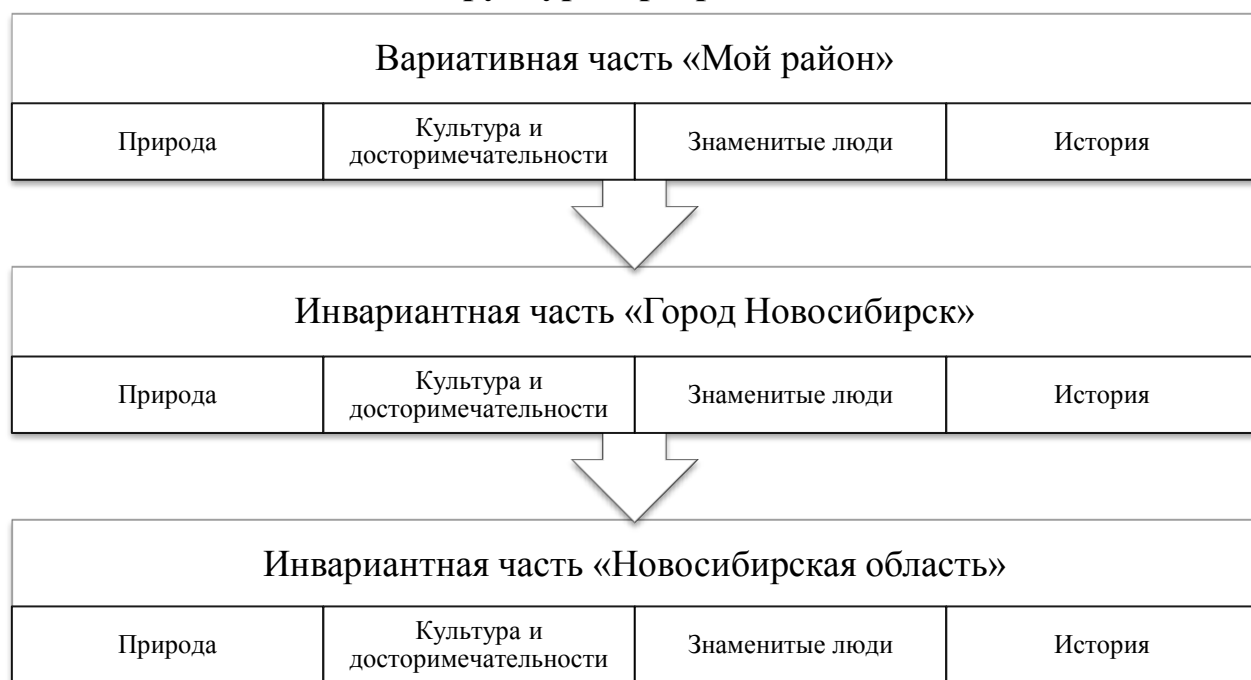 Вариативная часть «Мой район»
Природа
Культура и
досторимечательности
Знаменитые люди
История
Инвариантная часть «Город Новосибирск»
Природа
Культура и
досторимечательности
Знаменитые люди
История
Инвариантная часть «Новосибирская область»
Природа
Культура и
досторимечательности
Знаменитые люди
История